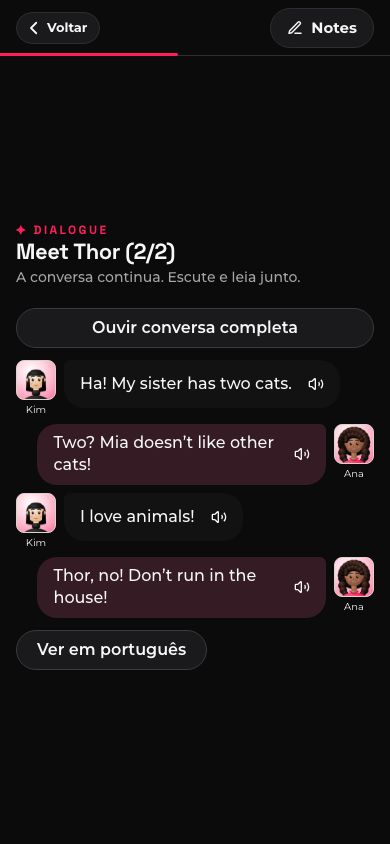 Voltar
Notes
DIALOGUE
Meet Thor (2/2)
A conversa continua. Escute e leia junto.
Ouvir conversa completa
Ha! My sister has two cats.
Kim
Two? Mia doesn’t like other
cats!
Ana
I love animals!
Kim
Thor, no! Don’t run in the
house!
Ana
Ver em português